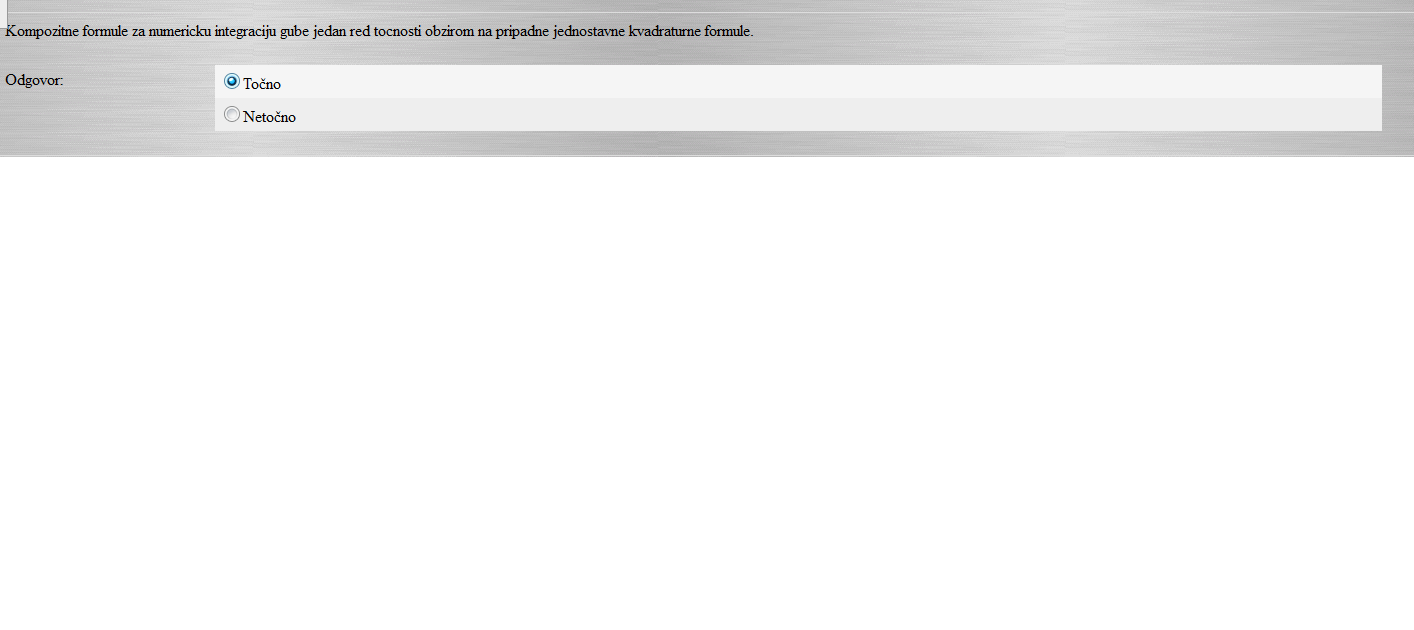 Kompozitne formule za numericku integraciju gube jedan red tocnosti obzirom na pripadne jednostavne kvadraturne formule.
Odgovor:
Točno
Netočno